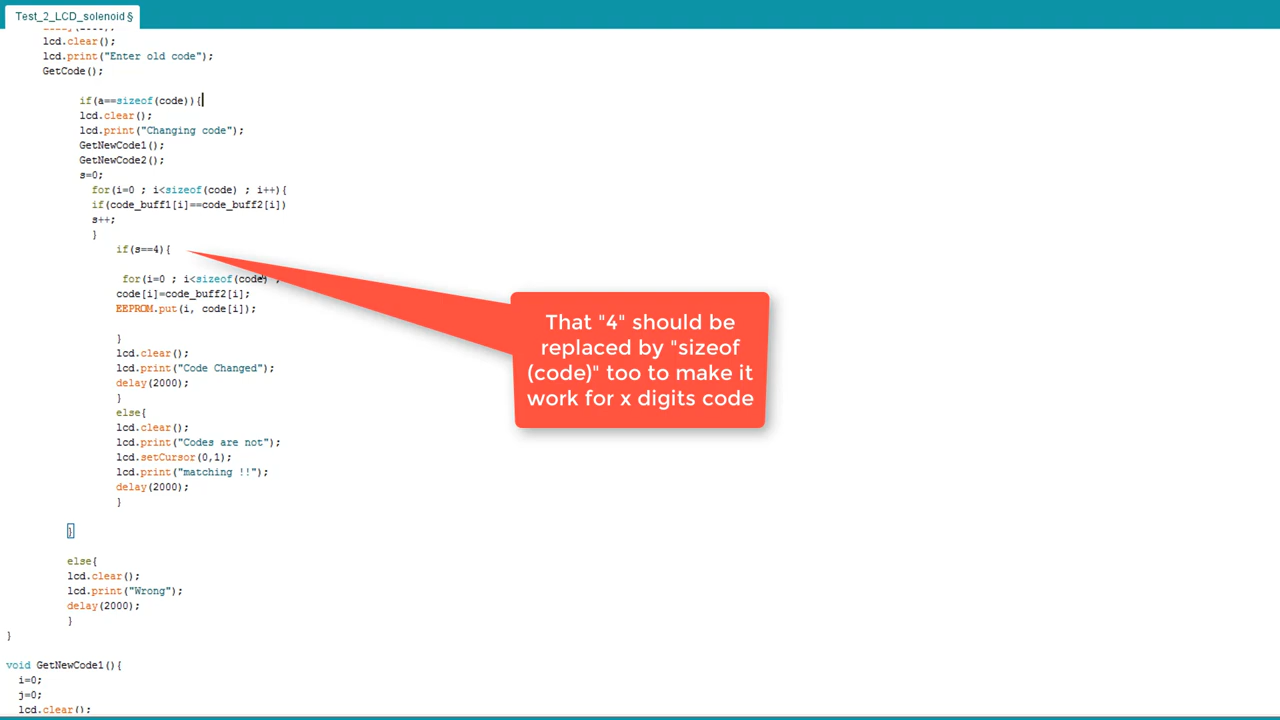 Test_2_LCD_solenoid §
lcd.clear();
lcd.print("Enter old code");
GetCode();
if(a==sizeof(code)){
lcd.clear();
lcd.print("Changing code");
GetNewCode1();
GetNewCode2();
s=0;
for(i=0 ; i<sizeof(code) ; i++){
if(code_buff1[i]==code_buff2[i])
s++;
}
if(s==4){
for(i=0 ; i<sizeof(code) ;
code[i]=code_buff2[i];
EEPROM.put(i, code[i]);
}
lcd.clear();
lcd.print("Code Changed");
delay(2000);
}
else{
lcd.clear();
lcd.print("Codes are not");
lcd.setCursor(0,1);
lcd.print("matching !!");
delay(2000);
}
}
else{
lcd.clear();
lcd.print("Wrong");
delay(2000);
}
}
void GetNewCode1(){
i=0;
j=0;
lcd.clear();
That "4" should be
replaced by "sizeof
(code)" too to make it
work for x digits code